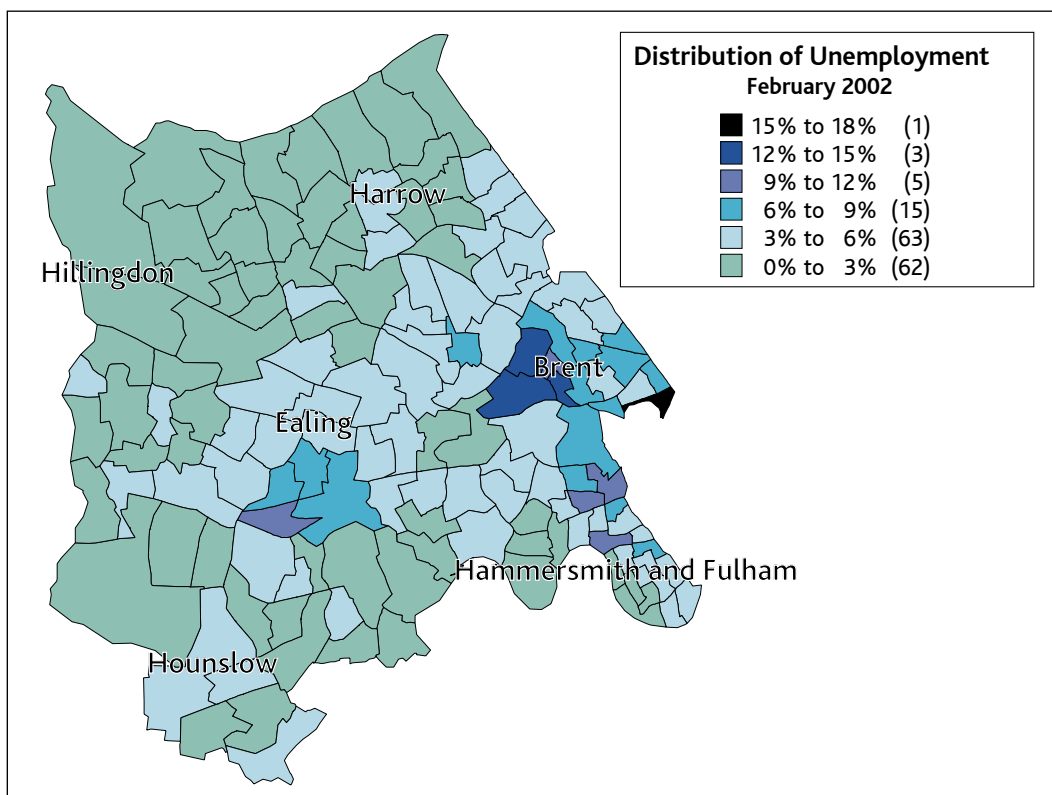 Distribution of Unemployment
February 2002
15% to 18% (1)
12% to 15% (3)
9% to 12% (5)
6% to 9% (15)
3% to 6% (63)
0% to 3% (62)
Harrow
Hillingdon
Brent
Ealing
Hammersmith and Fulham
Hounslow